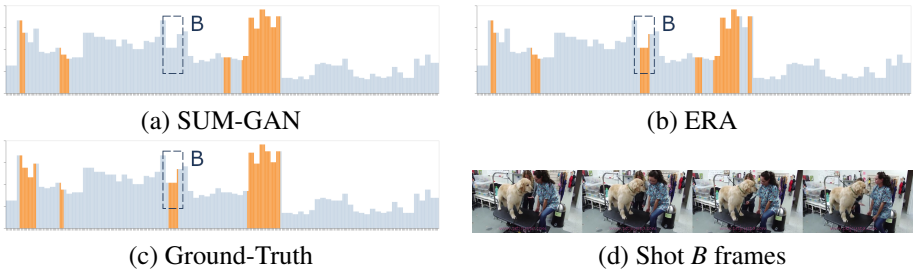 B
B
(a) SUM-GAN
(b) ERA
B
(c) Ground-Truth
(d) Shot B frames